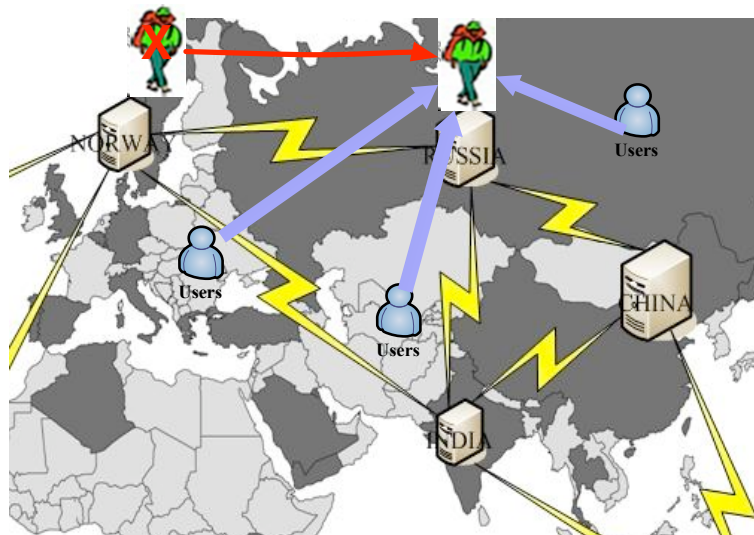 X
NORWAY
RUSSIA
Users
Users
CHINA
Users
INDIA